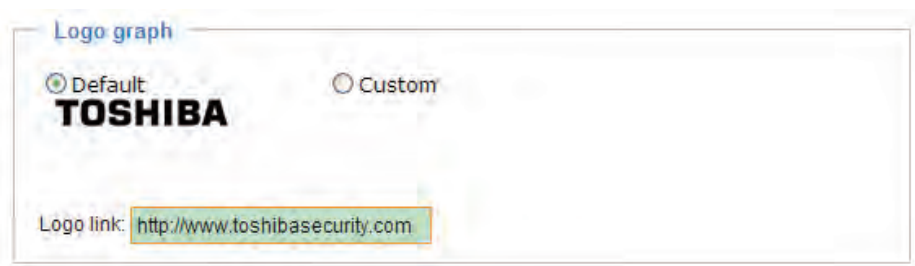 Logo graph
Default Custom
TOSHIBA
Logo link: http://www.toshibasecurity.com